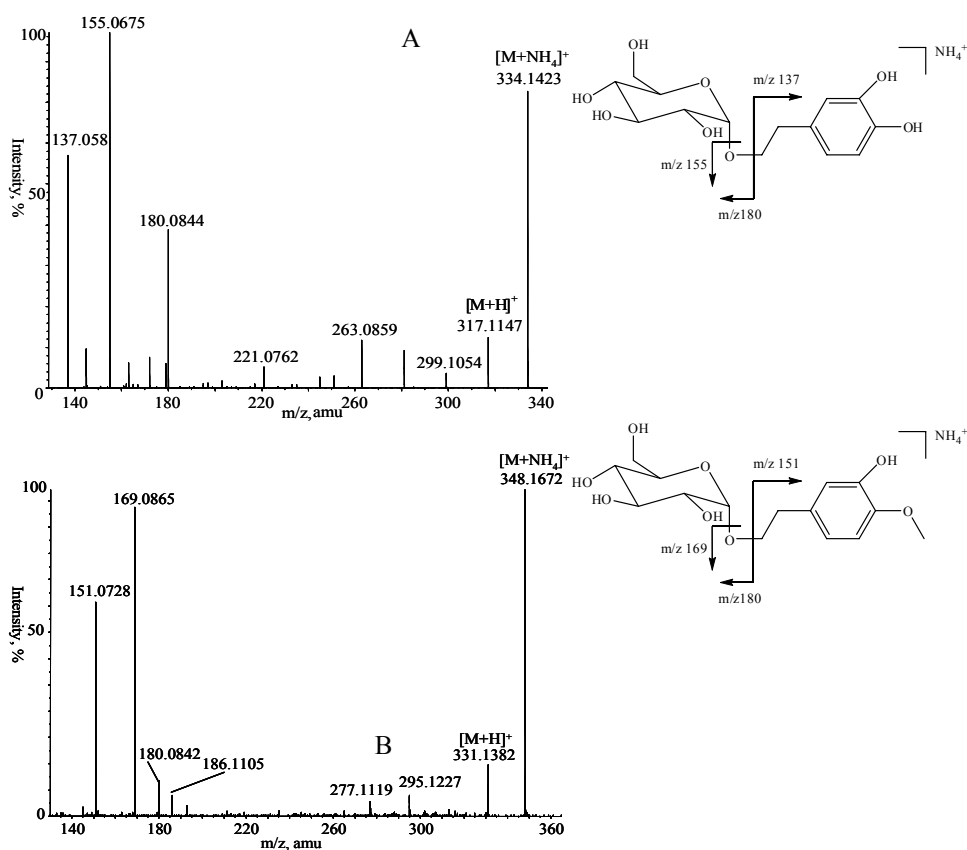 A
100
50
0
Intensity, %
155.0675
137.058
180.0844
221.0762
263.0859
299.1054
[M+H]⁺
317.1147
[M+NH₄]⁺
334.1423
140 180 220 260 300 340
m/z, amu
OH
O
HO
HO
OH
O
m/z 155
m/z 137
m/z180
OH
OH
NH₄⁺
B
100
50
0
Intensity, %
169.0865
151.0728
180.0842
186.1105
277.1119
295.1227
[M+H]⁺
331.1382
[M+NH₄]⁺
348.1672
140 180 220 260 300 360
m/z, amu
OH
O
HO
HO
OH
O
m/z 169
m/z 151
m/z180
OH
O
NH₄⁺